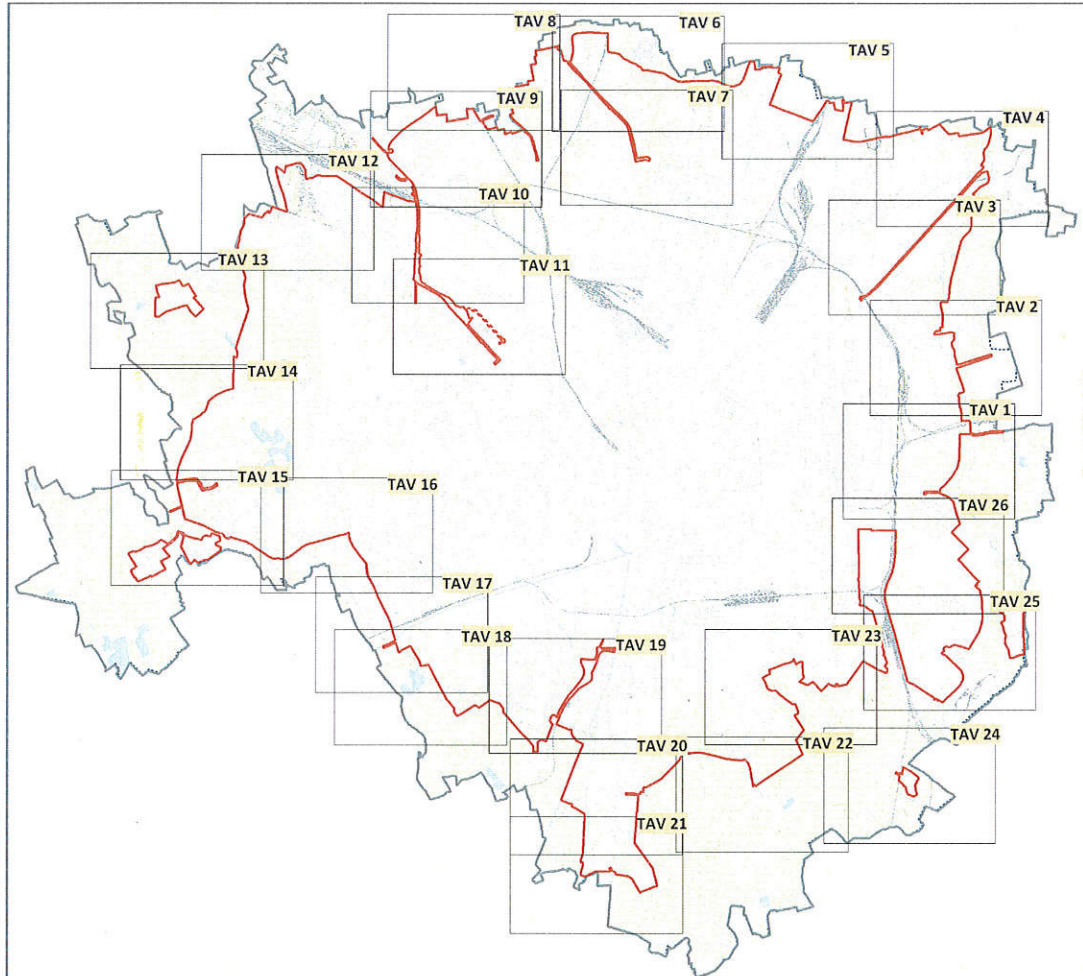 TAV 8
TAV 6
TAV 5
TAV 9
TAV 7
TAV 4
TAV 12
TAV 10
TAV 3
TAV 13
TAV 11
TAV 2
TAV 14
TAV 1
TAV 15
TAV 16
TAV 26
TAV 17
TAV 25
TAV 18
TAV 19
TAV 23
TAV 20
TAV 22
TAV 24
TAV 21